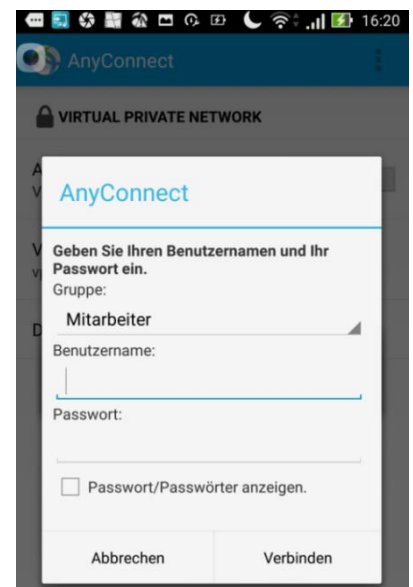 16:20
AnyConnect
VIRTUAL PRIVATE NETWORK
A
V
AnyConnect
V
Geben Sie Ihren Benutzernamen und Ihr
Passwort ein.
Gruppe:
Mitarbeiter
D
Benutzername:
Passwort:
Passwort/Passwörter anzeigen.
Abbrechen
Verbinden